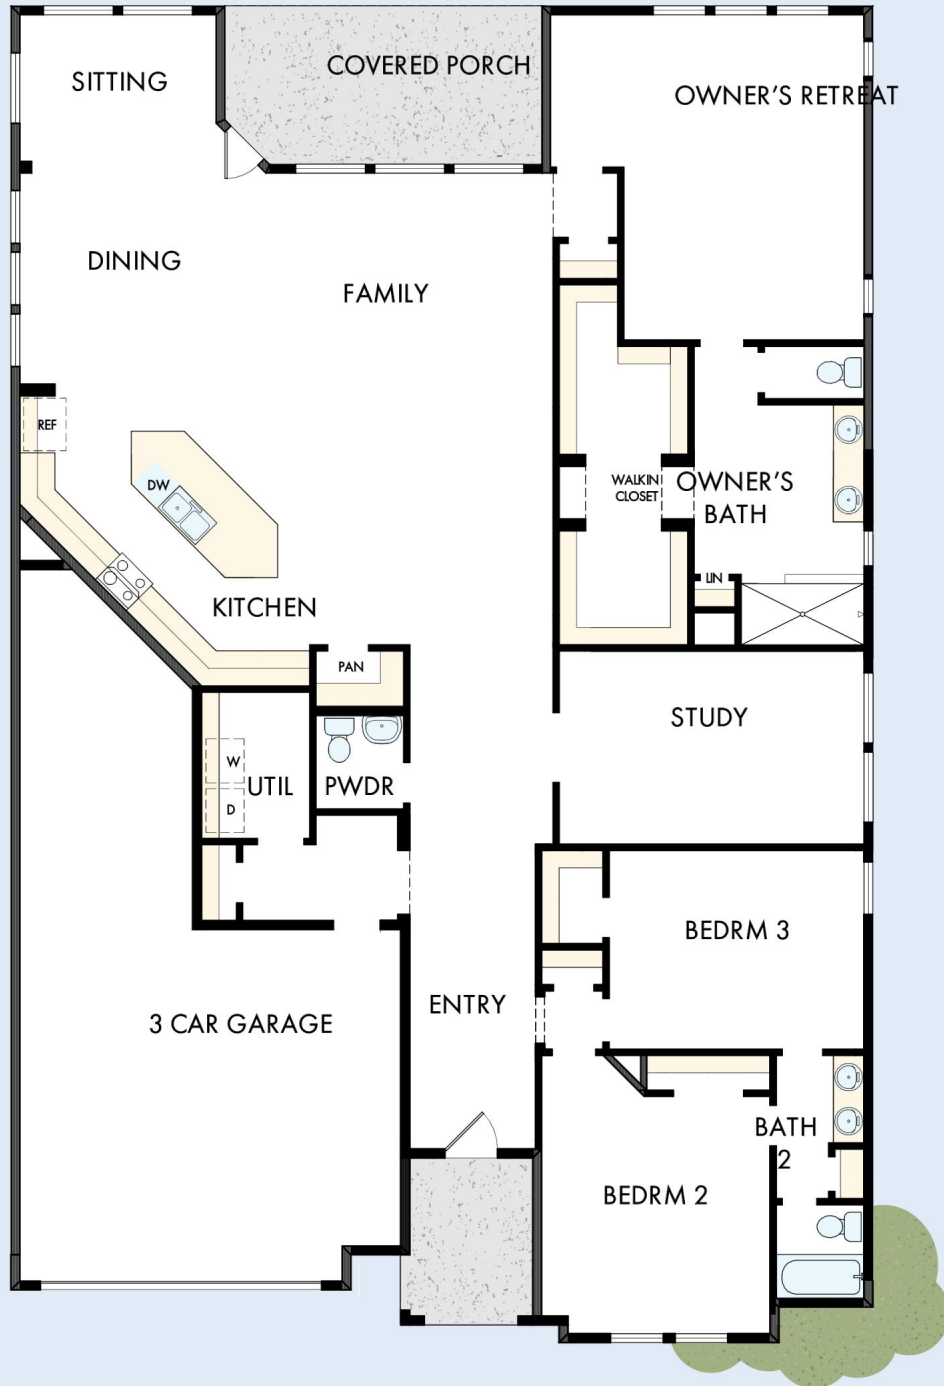 SITTING
COVERED PORCH
OWNER'S RETREAT
DINING
FAMILY
REF
DW
WALKIN
CLOSET
OWNER'S
BATH
LIN
KITCHEN
PAN
STUDY
W
UTIL
PWDR
D
BEDRM 3
ENTRY
3 CAR GARAGE
BATH
2
BEDRM 2